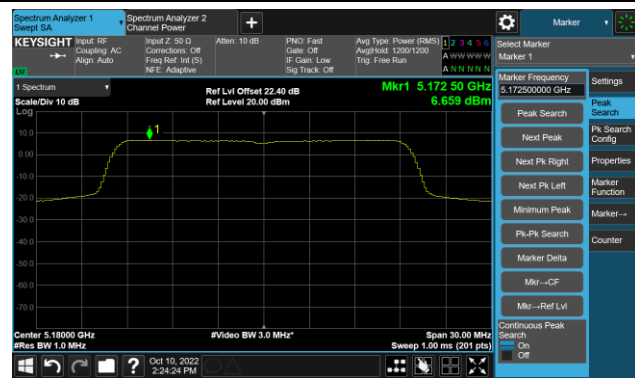 Spectrum Analyzer 1
Swept SA
Spectrum Analyzer 2
Channel Power
Marker
KEYSIGHT
Input: RF
Coupling: AC
Align: Auto
Input Z: 50 Ω
Corrections: Off
Freq Ref: Int (S)
NFE: Adaptive
Atten: 10 dB
PNO: Fast
Gate: Off
IF Gain: Low
Sig Track: Off
Avg Type: Power (RMS)
Avg|Hold: 1200/1200
Trig: Free Run
1 2 3 4 5 6
A W W W W W
A N N N N N
LW
Select Marker
Marker 1
1 Spectrum
Scale/Div 10 dB
Ref Lvl Offset 22.40 dB
Ref Level 20.00 dBm
Mkr1 5.172 50 GHz
6.659 dBm
Log
10.0
0.00
-10.0
-20.0
-30.0
-40.0
-50.0
-60.0
-70.0
1
Center 5.18000 GHz
#Res BW 1.0 MHz
#Video BW 3.0 MHz*
Span 30.00 MHz
Sweep 1.00 ms (201 pts)
Marker Frequency
5.172500000 GHz
Peak Search
Next Peak
Next Pk Right
Next Pk Left
Minimum Peak
Pk-Pk Search
Marker Delta
Mkr→CF
Mkr→Ref Lvl
Continuous Peak
Search
On
Off
Settings
Peak
Search
Pk Search
Config
Properties
Marker
Function
Marker→
Counter
Oct 10, 2022
2:24:24 PM